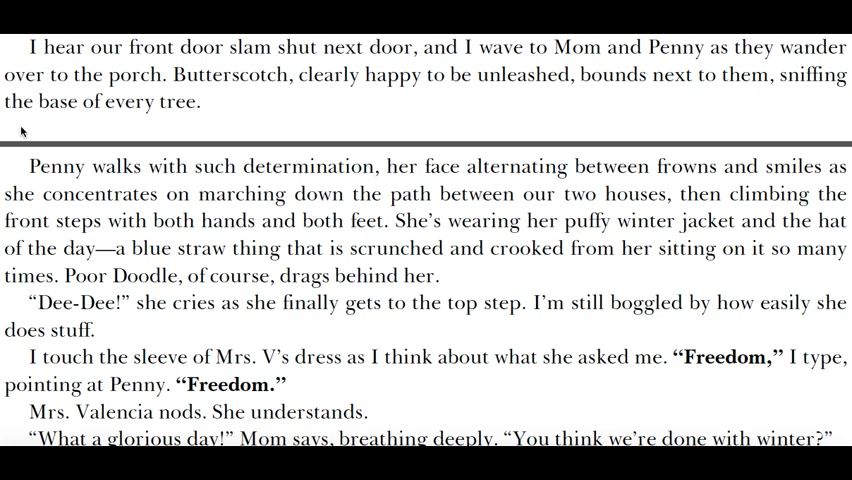 I hear our front door slam shut next door, and I wave to Mom and Penny as they wander
over to the porch. Butterscotch, clearly happy to be unleashed, bounds next to them, sniffing
the base of every tree.
Penny walks with such determination, her face alternating between frowns and smiles as
she concentrates on marching down the path between our two houses, then climbing the
front steps with both hands and both feet. She’s wearing her puffy winter jacket and the hat
of the day—a blue straw thing that is scrunched and crooked from her sitting on it so many
times. Poor Doodle, of course, drags behind her.
“Dee-Dee!” she cries as she finally gets to the top step. I’m still boggled by how easily she
does stuff.
I touch the sleeve of Mrs. V’s dress as I think about what she asked me. “Freedom,” I type,
pointing at Penny. “Freedom.”
Mrs. Valencia nods. She understands.
“What a glorious day!” Mom says, breathing deeply. “You think we’re done with winter?”